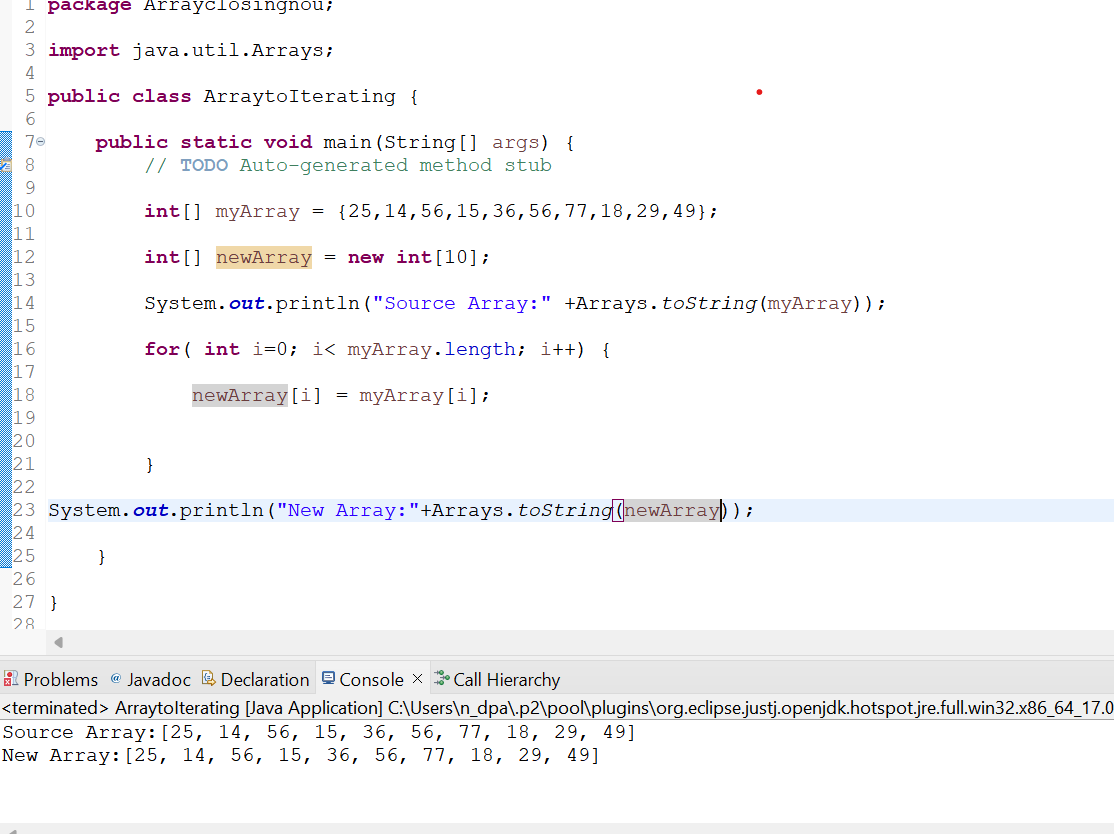 1 package Arrayclosinghou;
2
3 import java.util.Arrays;
4
5 public class ArraytoIterating {
6
7 public static void main(String[] args) {
8 // TODO Auto-generated method stub
9
10 int[] myArray = {25,14,56,15,36,56,77,18,29,49};
11
12 int[] newArray = new int[10];
13
14 System.out.println("Source Array:" +Arrays.toString(myArray));
15
16 for( int i=0; i< myArray.length; i++) {
17
18 newArray[i] = myArray[i];
19
20
21 }
22
23 System.out.println("New Array:"+Arrays.toString(newArray));
24
25 }
26
27 }
28
Problems @ Javadoc Declaration Console × Call Hierarchy
<terminated> ArraytoIterating [Java Application] C:\Users\n_dpa\.p2\pool\plugins\org.eclipse.justj.openjdk.hotspot.jre.full.win32.x86_64_17.0
Source Array:[25, 14, 56, 15, 36, 56, 77, 18, 29, 49]
New Array:[25, 14, 56, 15, 36, 56, 77, 18, 29, 49]